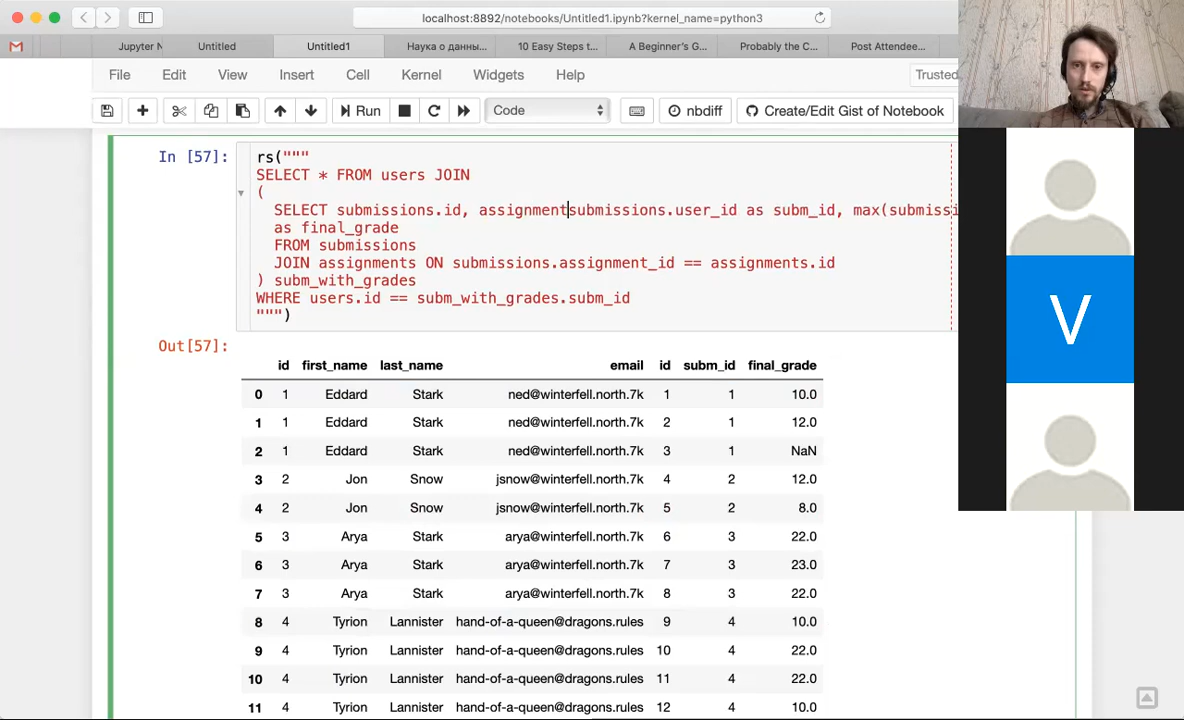 localhost:8892/notebooks/Untitled1.ipynb?kernel_name=python3
Jupyter N
Untitled
Untitled1
Наука о данны...
10 Easy Steps t...
A Beginner's G...
Probably the C...
Post Attendee...
File Edit View Insert Cell Kernel Widgets Help
Trusted
Run
Code
nbdiff
Create/Edit Gist of Notebook
In [57]:
rs("""
SELECT * FROM users JOIN
(
SELECT submissions.id, assignmentsubmissions.user_id as subm_id, max(submissi
as final_grade
FROM submissions
JOIN assignments ON submissions.assignment_id == assignments.id
) subm_with_grades
WHERE users.id == subm_with_grades.subm_id
""")
Out[57]:
id first_name last_name email id subm_id final_grade
0 1 Eddard Stark ned@winterfell.north.7k 1 1 10.0
1 1 Eddard Stark ned@winterfell.north.7k 2 1 12.0
2 1 Eddard Stark ned@winterfell.north.7k 3 1 NaN
3 2 Jon Snow jsnow@winterfell.north.7k 4 2 12.0
4 2 Jon Snow jsnow@winterfell.north.7k 5 2 8.0
5 3 Arya Stark arya@winterfell.north.7k 6 3 22.0
6 3 Arya Stark arya@winterfell.north.7k 7 3 23.0
7 3 Arya Stark arya@winterfell.north.7k 8 3 22.0
8 4 Tyrion Lannister hand-of-a-queen@dragons.rules 9 4 10.0
9 4 Tyrion Lannister hand-of-a-queen@dragons.rules 10 4 22.0
10 4 Tyrion Lannister hand-of-a-queen@dragons.rules 11 4 22.0
11 4 Tyrion Lannister hand-of-a-queen@dragons.rules 12 4 10.0
V